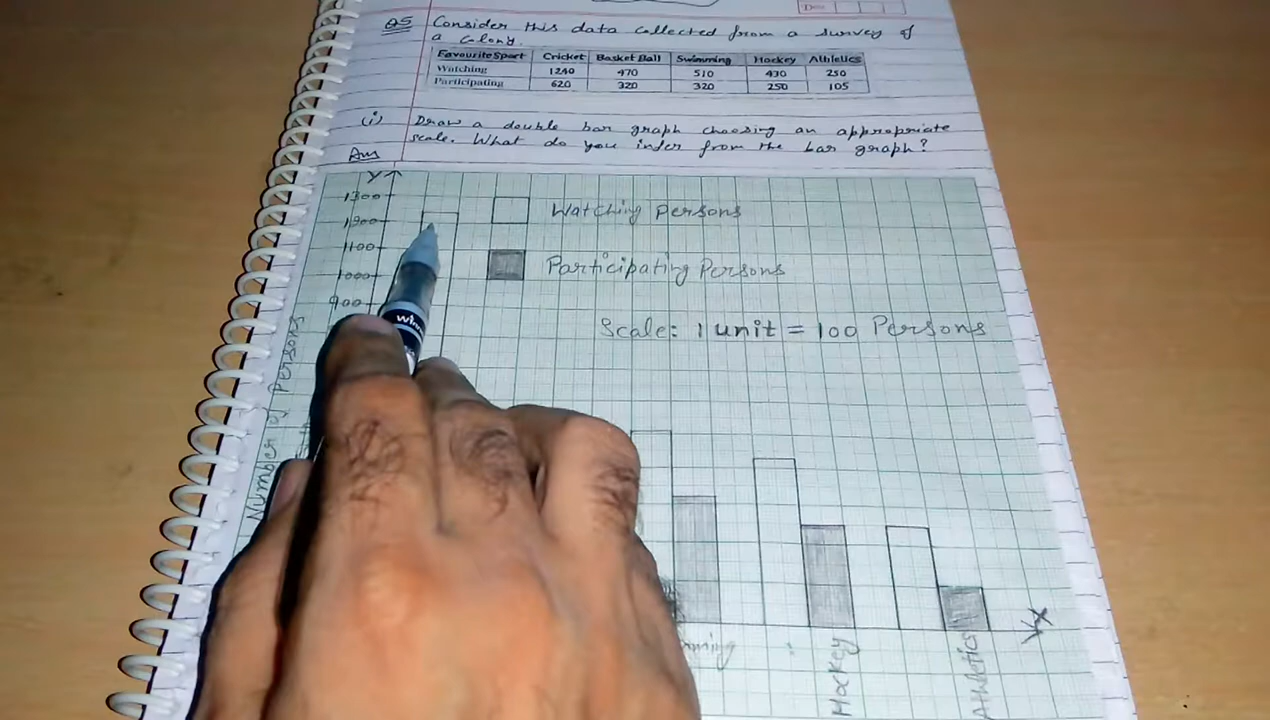 Date
Q5 Consider this data collected from a survey of
a colony.
Favourite Sport Cricket Basket Ball Swimming Hockey Athletics
Watching 1240 470 510 430 250
Participating 620 320 320 250 105
(i) Draw a double bar graph choosing an appropriate
scale. What do you infer from the bar graph?
Ans
Y
1300
1200
1100
1000
900
Watching Persons
Participating Persons
Scale: 1 unit = 100 Persons
Number of Persons
Hockey
Athletics
X